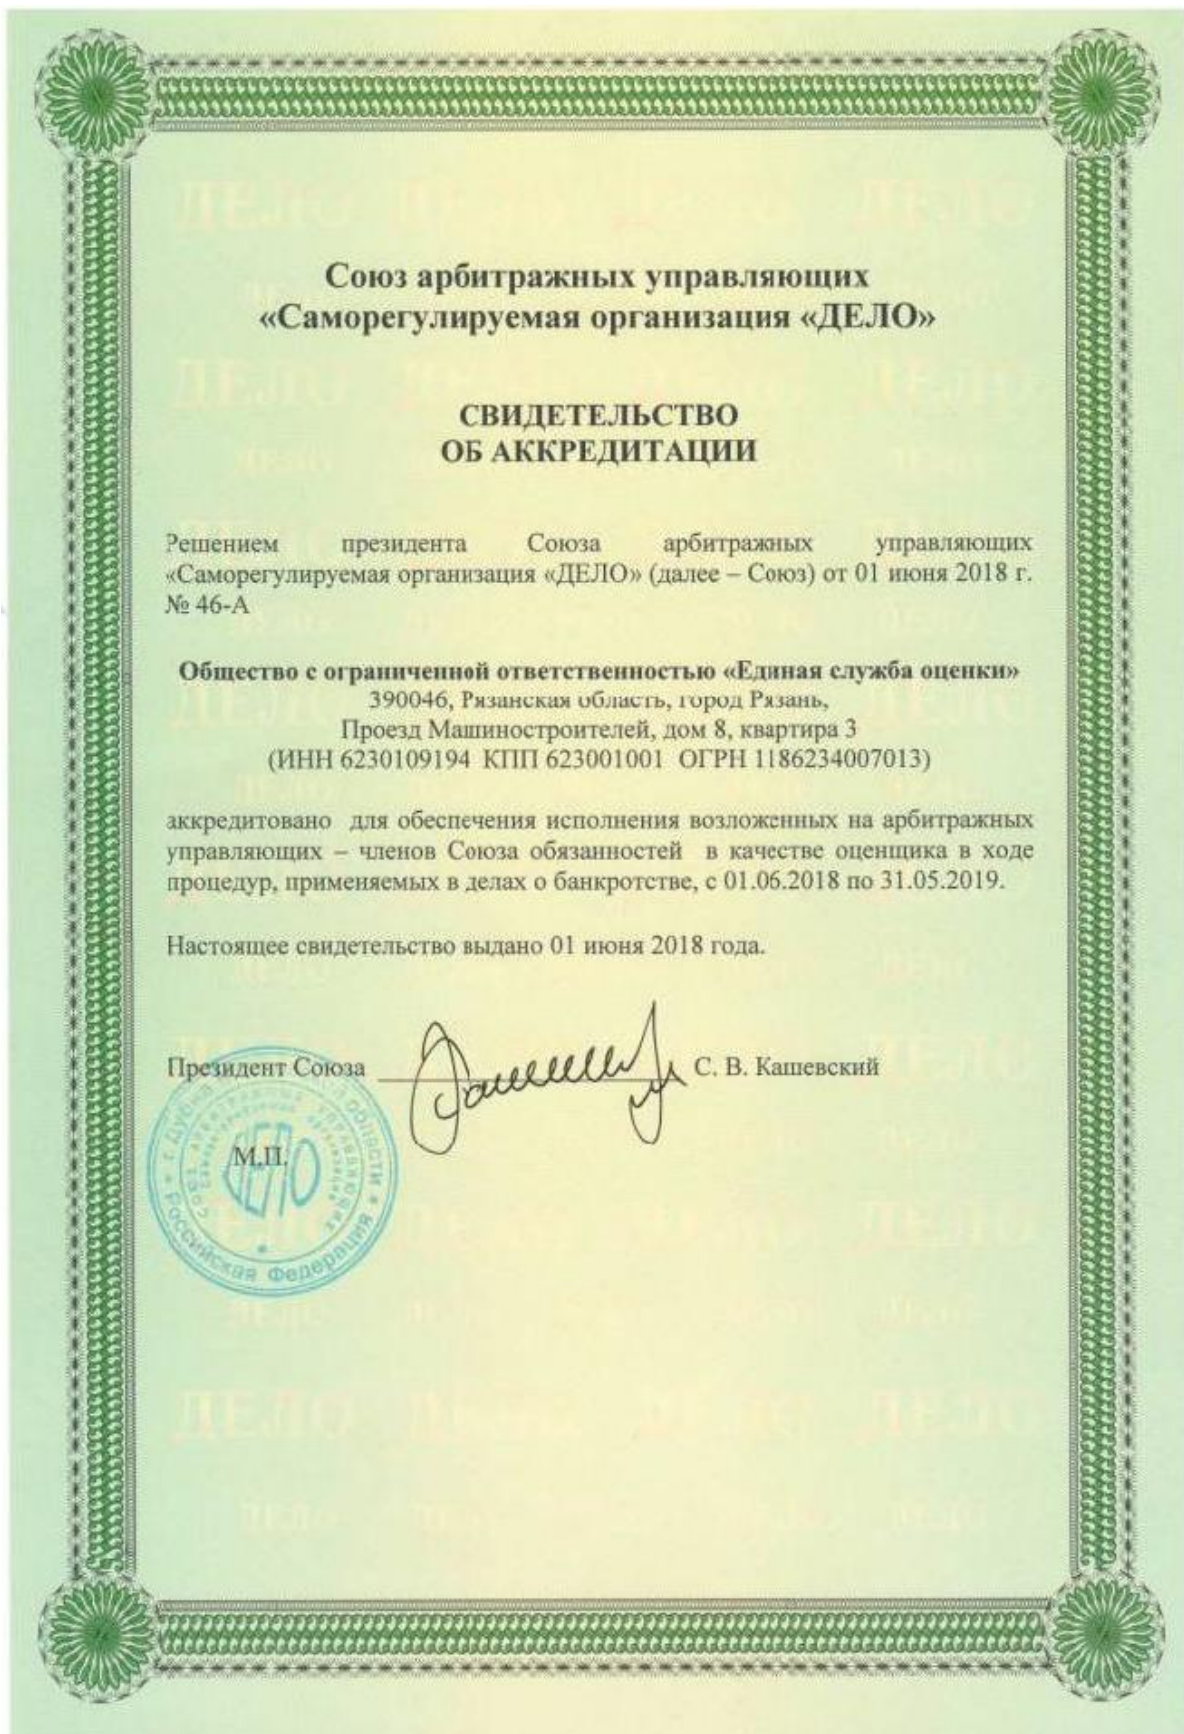 Союз арбитражных управляющих
«Саморегулируемая организация «ДЕЛО»
СВИДЕТЕЛЬСТВО
ОБ АККРЕДИТАЦИИ
Решением президента Союза арбитражных управляющих
«Саморегулируемая организация «ДЕЛО» (далее – Союз) от 01 июня 2018 г.
№ 46-А
Общество с ограниченной ответственностью «Единая служба оценки»
390046, Рязанская область, город Рязань,
Проезд Машиностроителей, дом 8, квартира 3
(ИНН 6230109194 КПП 623001001 ОГРН 1186234007013)
аккредитовано для обеспечения исполнения возложенных на арбитражных
управляющих – членов Союза обязанностей в качестве оценщика в ходе
процедур, применяемых в делах о банкротстве, с 01.06.2018 по 31.05.2019.
Настоящее свидетельство выдано 01 июня 2018 года.
Президент Союза С. В. Кашевский
М.П.
ДЕЛО
Российская Федерация